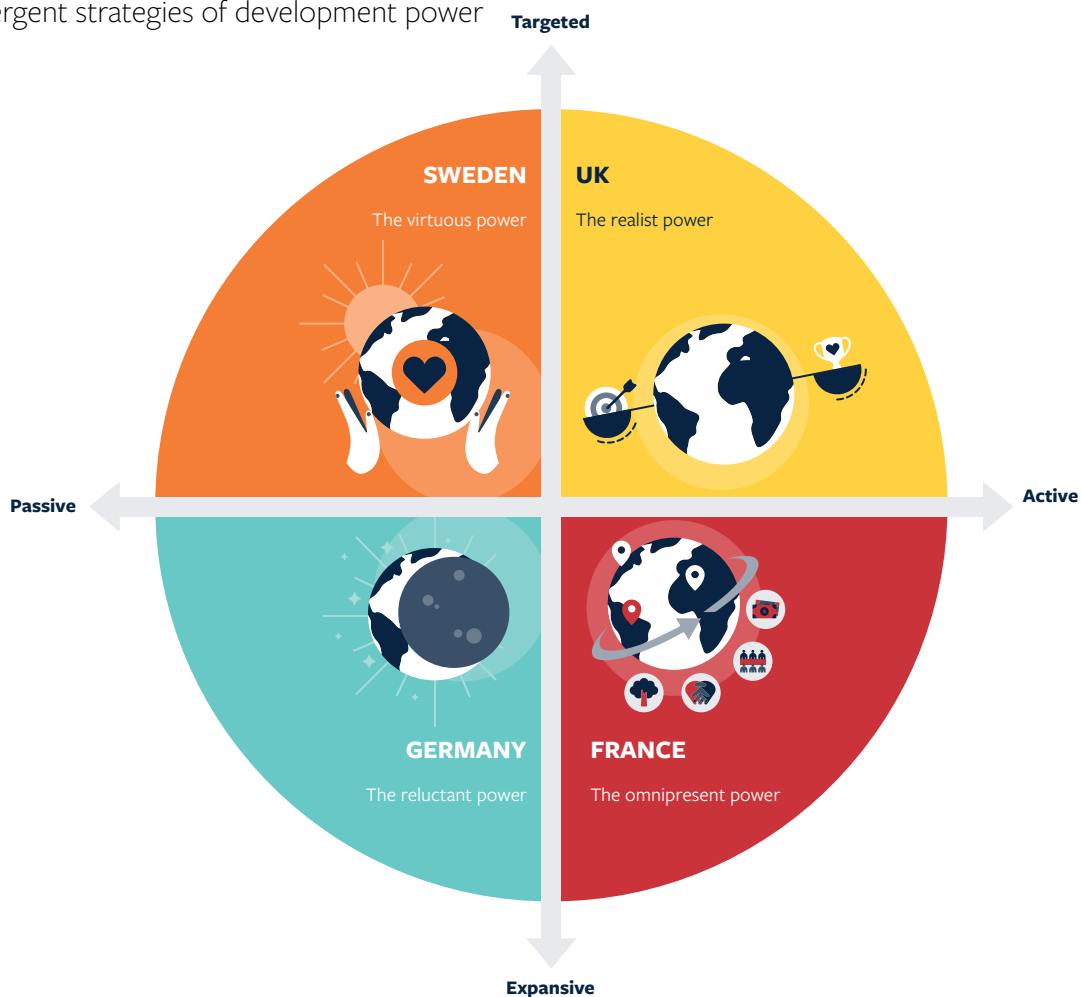 strategies of development power
Targeted
SWEDEN
The virtuous power
UK
The realist power
Passive
Active
GERMANY
The reluctant power
FRANCE
The omnipresent power
Expansive